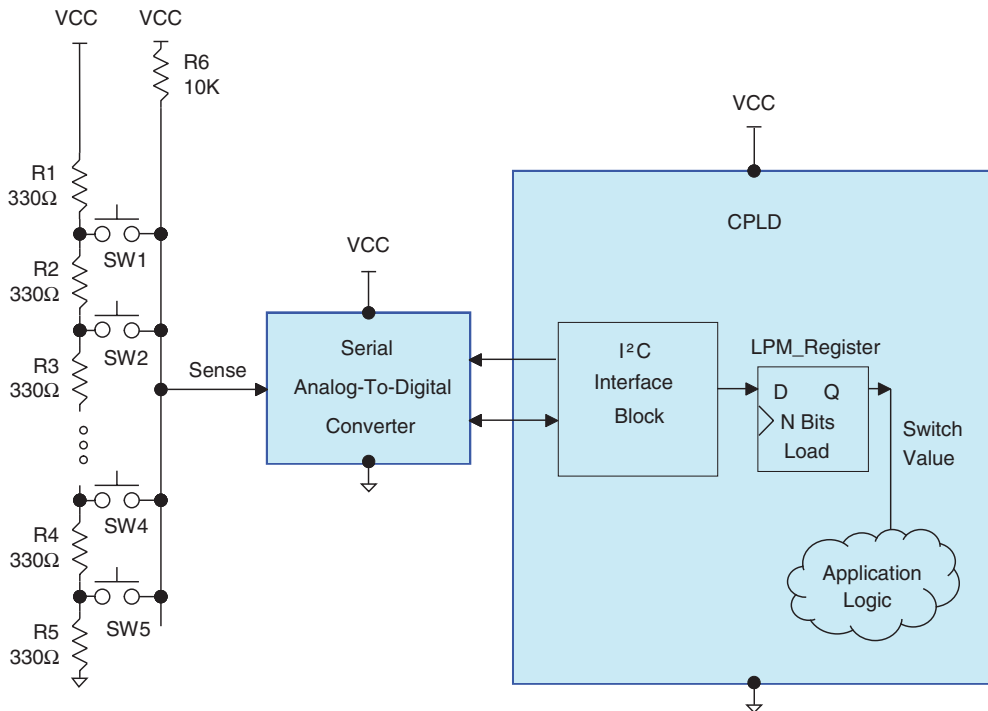 VCC
VCC
R6
10K
R1
330Ω
SW1
R2
330Ω
SW2
R3
330Ω
SW4
R4
330Ω
SW5
R5
330Ω
Sense
VCC
Serial
Analog-To-Digital
Converter
VCC
CPLD
I²C
Interface
Block
LPM_Register
D Q
N Bits
Load
Switch
Value
Application
Logic